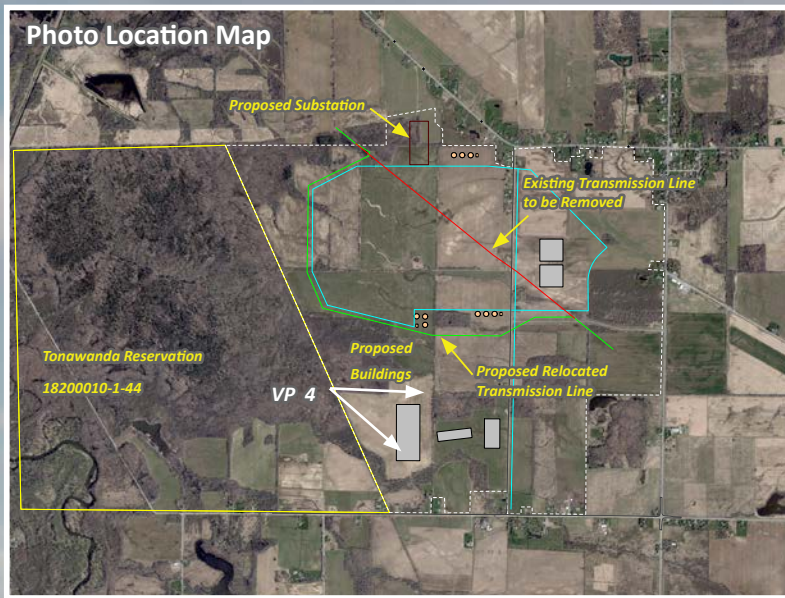 Photo Location Map
Proposed Substation
Existing Transmission Line
to be Removed
Tonawanda Reservation
18200010-1-44
Proposed
Buildings
Proposed Relocated
Transmission Line
VP 4